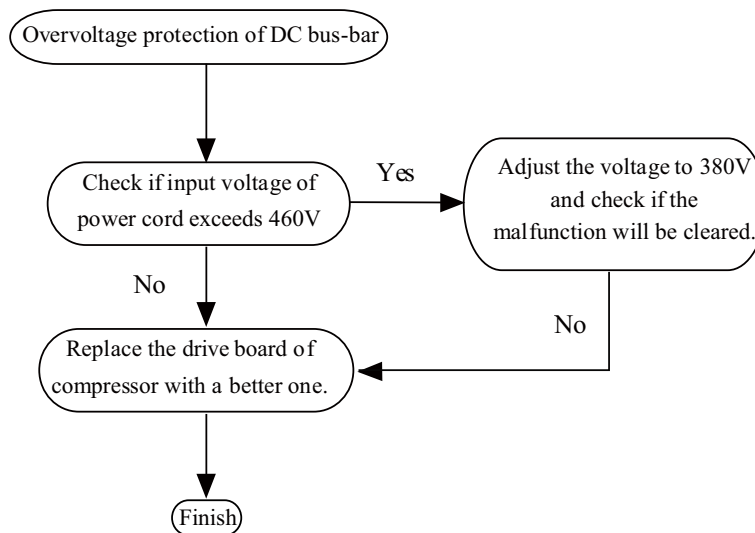 Overvoltage protection of DC bus-bar
Check if input voltage of
power cord exceeds 460V
Yes
Adjust the voltage to 380V
and check if the
malfunction will be cleared.
No
No
Replace the drive board of
compressor with a better one.
Finish